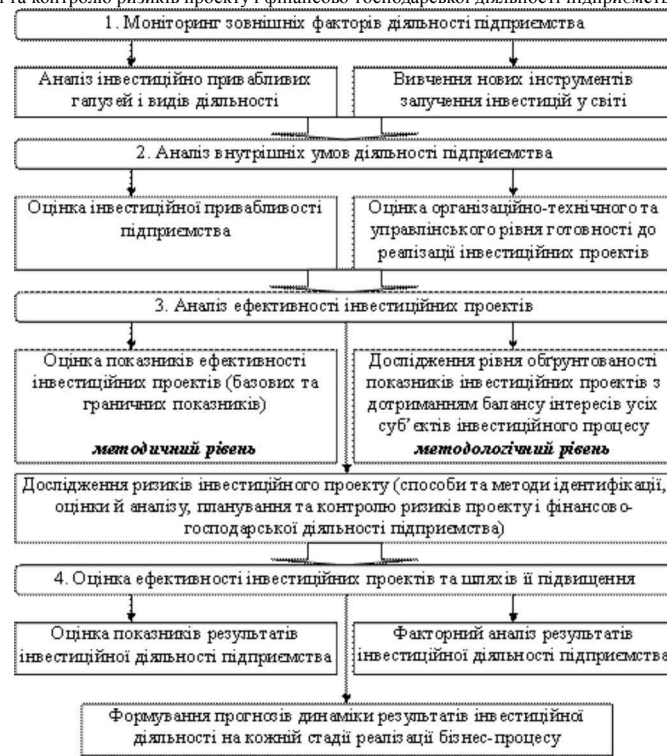 та контролю ризиків проекту і фінансово-господарської діяльності підприємств
1. Моніторинг зовнішніх факторів діяльності підприємства
Аналіз інвестиційно привабливих
галузей і видів діяльності
Вивчення нових інструментів
залучення інвестицій у світі
2. Аналіз внутрішніх умов діяльності підприємства
Оцінка інвестиційної привабливості
підприємства
Оцінка організаційно-технічного та
управлінського рівня готовності до
реалізації інвестиційних проектів
3. Аналіз ефективності інвестиційних проектів
Оцінка показників ефективності
інвестиційних проектів (базових та
граничних показників)
методичний рівень
Дослідження рівня обґрунтованості
показників інвестиційних проектів з
дотриманням балансу інтересів усіх
суб'єктів інвестиційного процесу
методологічний рівень
Дослідження ризиків інвестиційного проекту (способи та методи ідентифікації,
оцінки й аналізу, планування та контролю ризиків проекту і фінансово-
господарської діяльності підприємства)
4. Оцінка ефективності інвестиційних проектів та шляхів її підвищення
Оцінка показників результатів
інвестиційної діяльності підприємства
Факторний аналіз результатів
інвестиційної діяльності підприємства
Формування прогнозів динаміки результатів інвестиційної
діяльності на кожній стадії реалізації бізнес-процесу